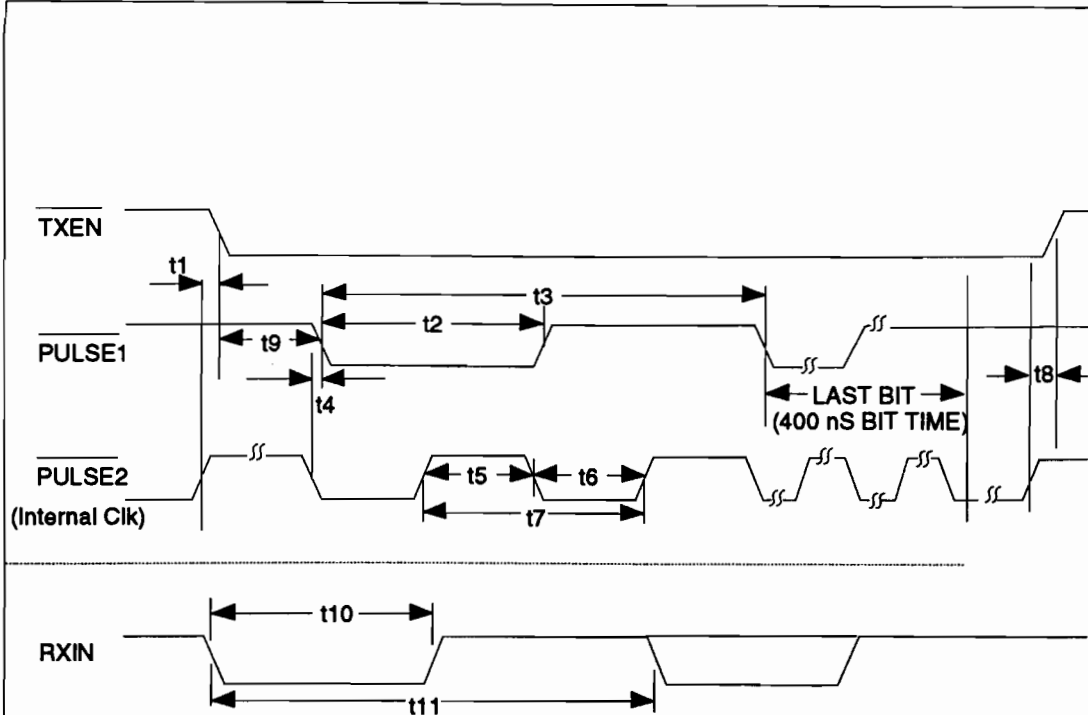 TXEN
t1
t3
t2
t9
PULSE1
t4
t8
LAST BIT
(400 nS BIT TIME)
PULSE2
t5
t6
(Internal Clk)
t7
t10
RXIN
t11